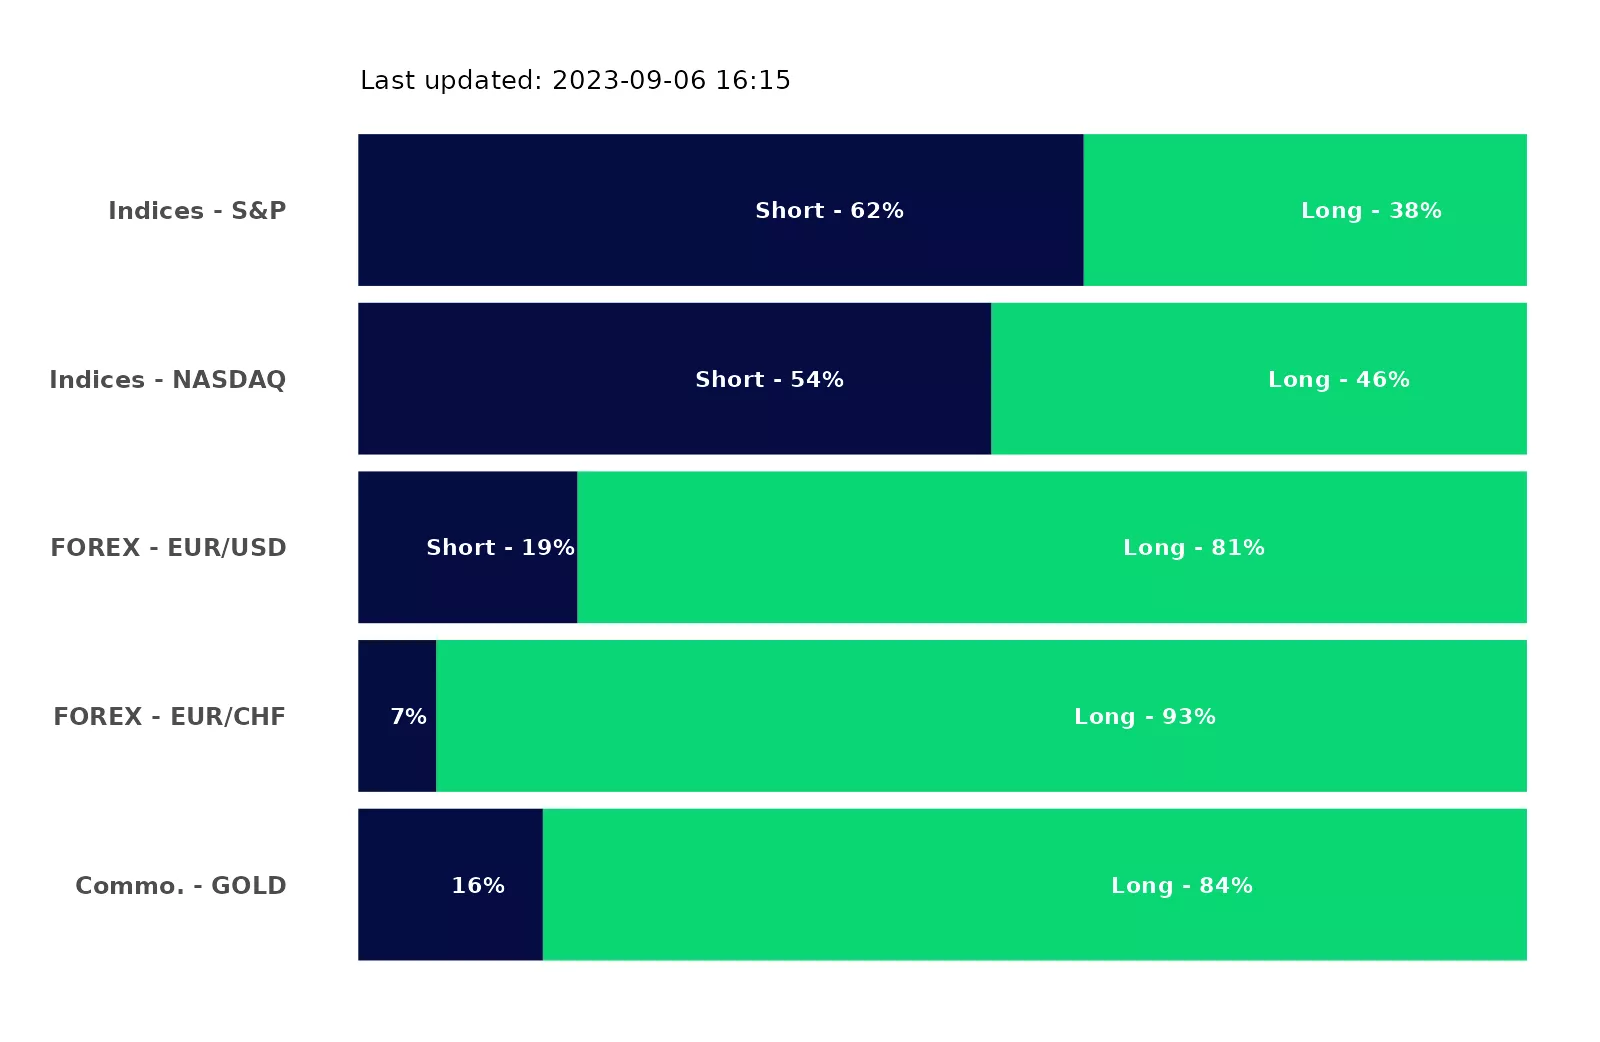 Last updated: 2023-09-06 16:15
Indices - S&P Short - 62% Long - 38%
Indices - NASDAQ Short - 54% Long - 46%
FOREX - EUR/USD Short - 19% Long - 81%
FOREX - EUR/CHF 7% Long - 93%
Commo. - GOLD 16% Long - 84%